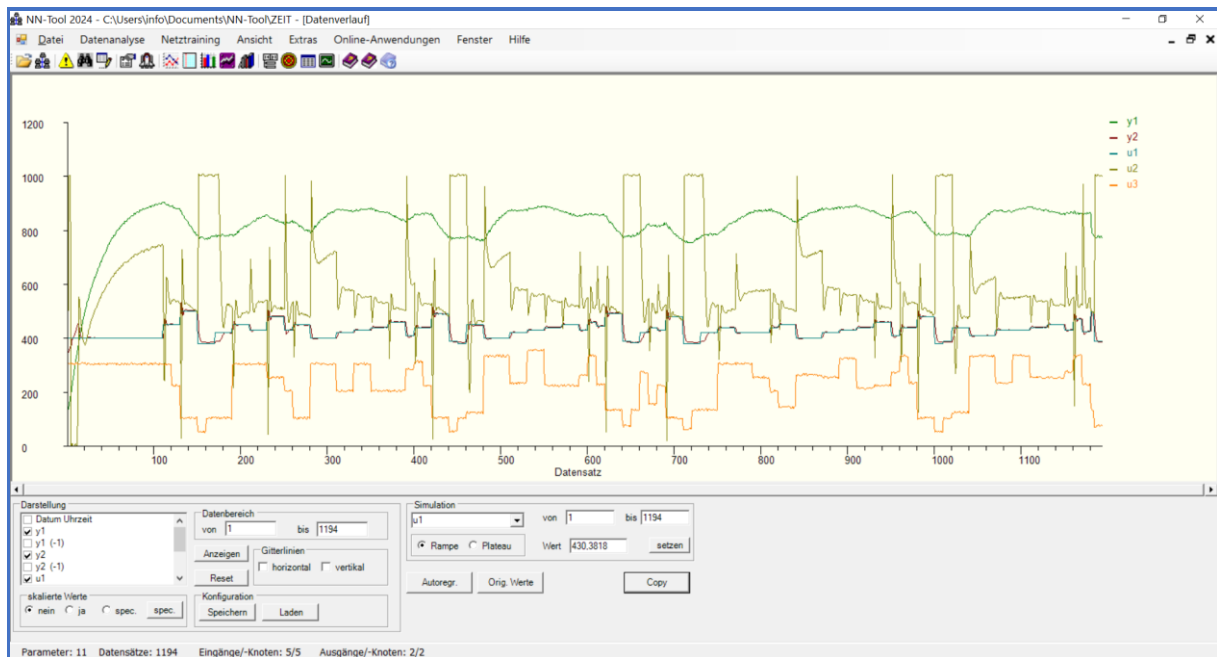 NN-Tool 2024 - C:\Users\info\Documents\NN-Tool\ZEIT - [Datenverlauf]
Datei Datenanalyse Netztraining Ansicht Extras Online-Anwendungen Fenster Hilfe
1200
1000
800
600
400
200
0
y1
y2
u1
u2
u3
100 200 300 400 500 600 700 800 900 1000 1100
Datensatz
Darstellung
Datum Uhrzeit
y1
y1 (-1)
y2
y2 (-1)
u1
skalierte Werte
nein ja spec. spec.
Datenbereich
von 1 bis 1194
Anzeigen
Reset
Gitterlinien
horizontal vertikal
Konfiguration
Speichern Laden
Simulation
u1
von 1 bis 1194
Rampe Plateau
Wert 430,3818 setzen
Autoregr. Orig. Werte Copy
Parameter: 11 Datensätze: 1194 Eingänge/-Knoten: 5/5 Ausgänge/-Knoten: 2/2